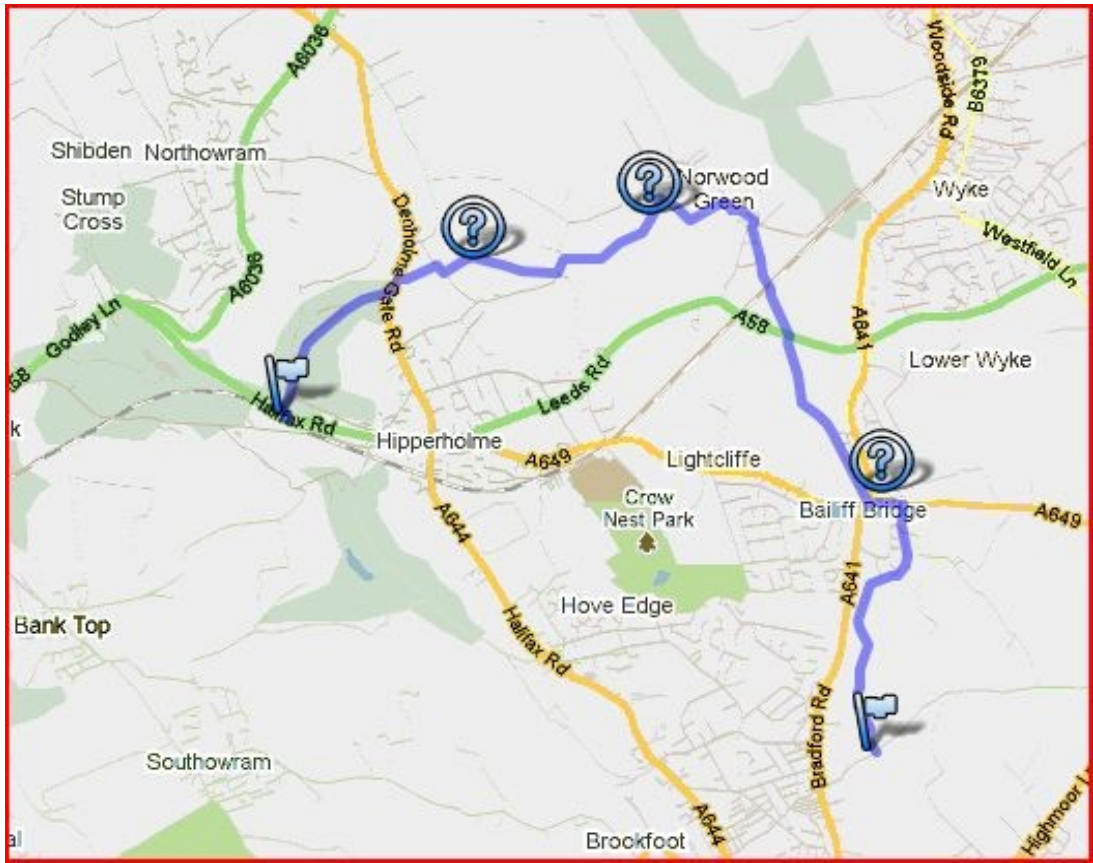 A6036
Woodside Rd
B6379
Shibden
Northowram
Stump
Cross
Norwood
Green
Wyke
Denholme Gate Rd
Westfield Ln
A6036
Godley Ln
A58
A641
Lower Wyke
Leeds Rd
Halifax Rd
Hipperholme
A649
Lightcliffe
Crow
Nest Park
Bailiff Bridge
A649
A644
A641
Hove Edge
Halifax Rd
Bank Top
Bradford Rd
Southowram
A644
Highmoor L
Brookfoot
?
?
?